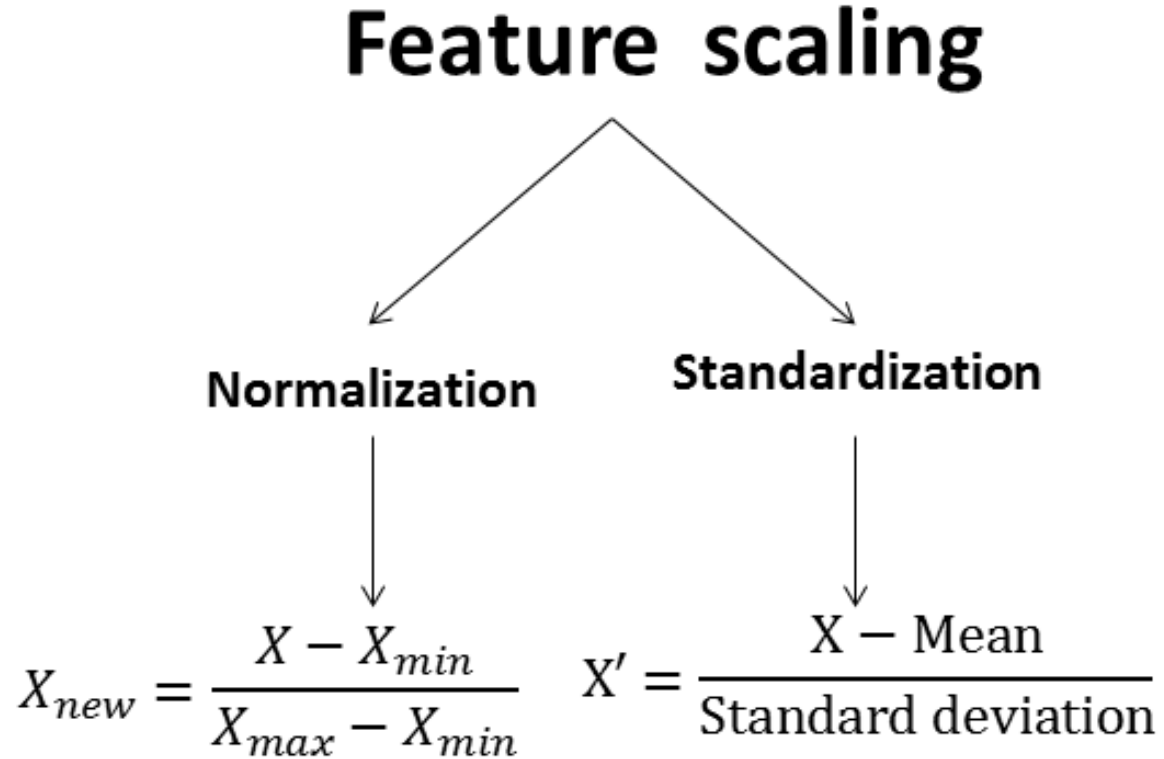 Feature scaling
Normalization
Standardization
X_new = (X − X_min) / (X_max − X_min)
X′ = (X − Mean) / (Standard deviation)